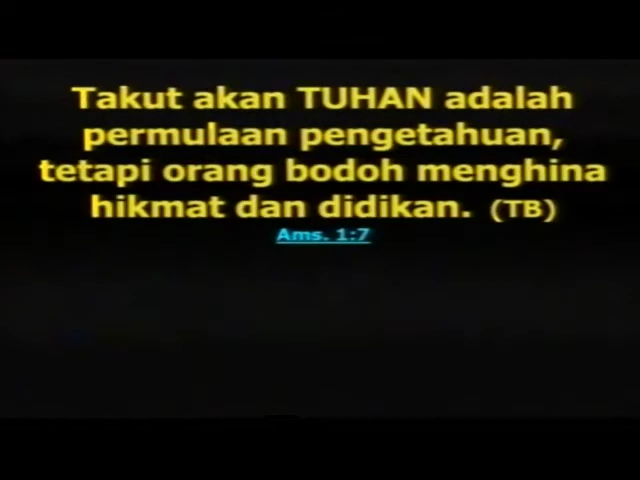 Takut akan TUHAN adalah
permulaan pengetahuan,
tetapi orang bodoh menghina
hikmat dan didikan. (TB)
Ams. 1:7